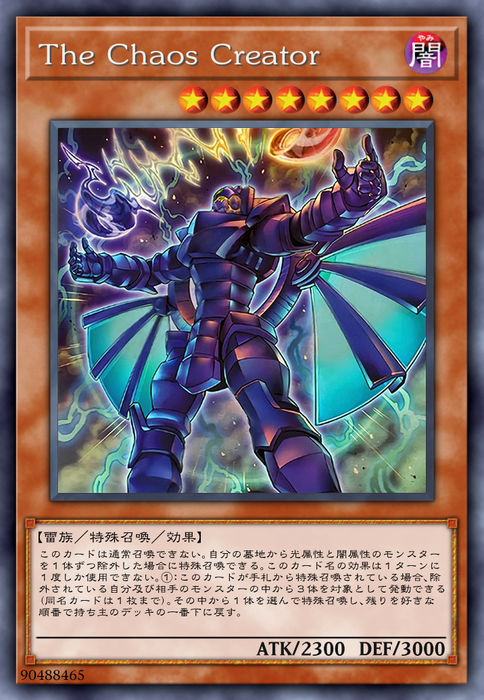 The Chaos Creator
やみ
闇
【雷族／特殊召喚／効果】
このカードは通常召喚できない。自分の墓地から光属性と闇属性のモンスター
を１体ずつ除外した場合に特殊召喚できる。このカード名の効果は１ターンに
１度しか使用できない。①：このカードが手札から特殊召喚されている場合、除
外されている自分及び相手のモンスターの中から３体を対象として発動できる
(同名カードは１枚まで)。その中から１体を選んで特殊召喚し、残りを好きな
順番で持ち主のデッキの一番下に戻す。
ATK/2300 DEF/3000
90488465